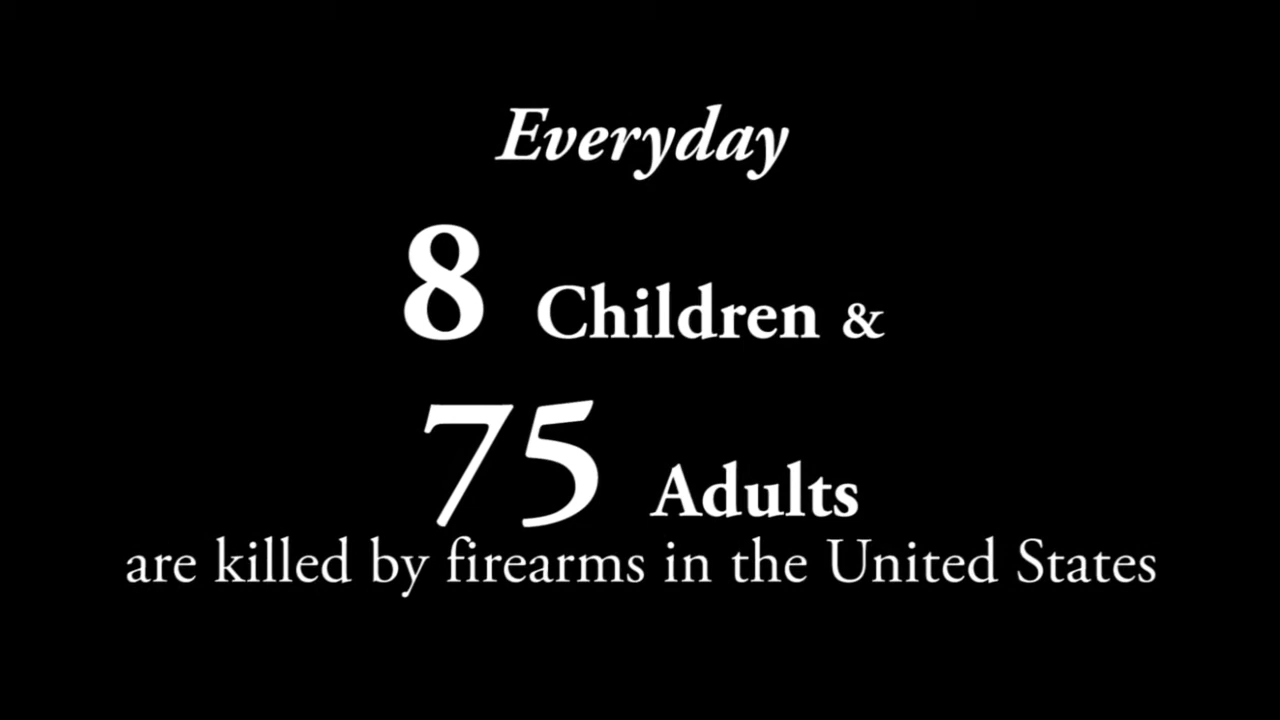 Everyday
8 Children &
75 Adults
are killed by firearms in the United States